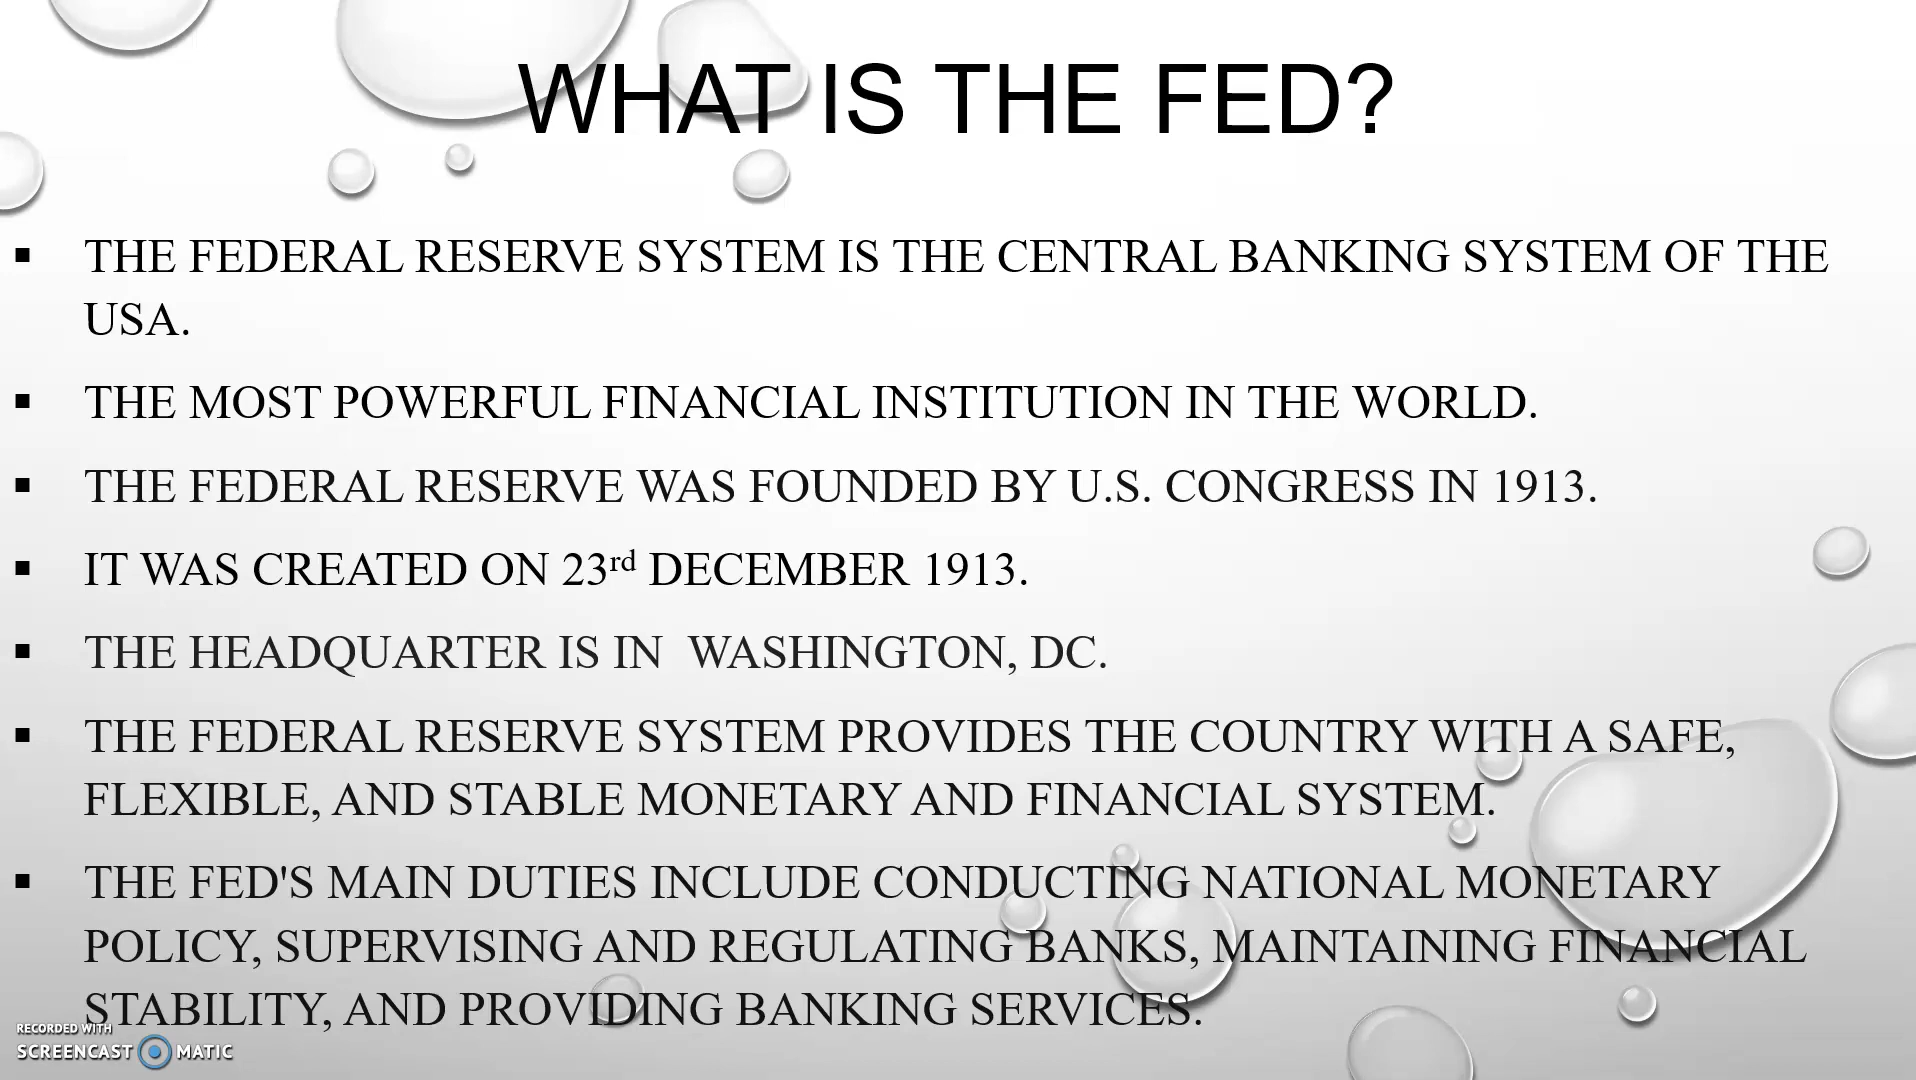 WHAT IS THE FED?
▪ THE FEDERAL RESERVE SYSTEM IS THE CENTRAL BANKING SYSTEM OF THE
USA.
▪ THE MOST POWERFUL FINANCIAL INSTITUTION IN THE WORLD.
▪ THE FEDERAL RESERVE WAS FOUNDED BY U.S. CONGRESS IN 1913.
▪ IT WAS CREATED ON 23rd DECEMBER 1913.
▪ THE HEADQUARTER IS IN  WASHINGTON, DC.
▪ THE FEDERAL RESERVE SYSTEM PROVIDES THE COUNTRY WITH A SAFE,
FLEXIBLE, AND STABLE MONETARY AND FINANCIAL SYSTEM.
▪ THE FED'S MAIN DUTIES INCLUDE CONDUCTING NATIONAL MONETARY
POLICY, SUPERVISING AND REGULATING BANKS, MAINTAINING FINANCIAL
STABILITY, AND PROVIDING BANKING SERVICES.
RECORDED WITH
SCREENCAST MATIC